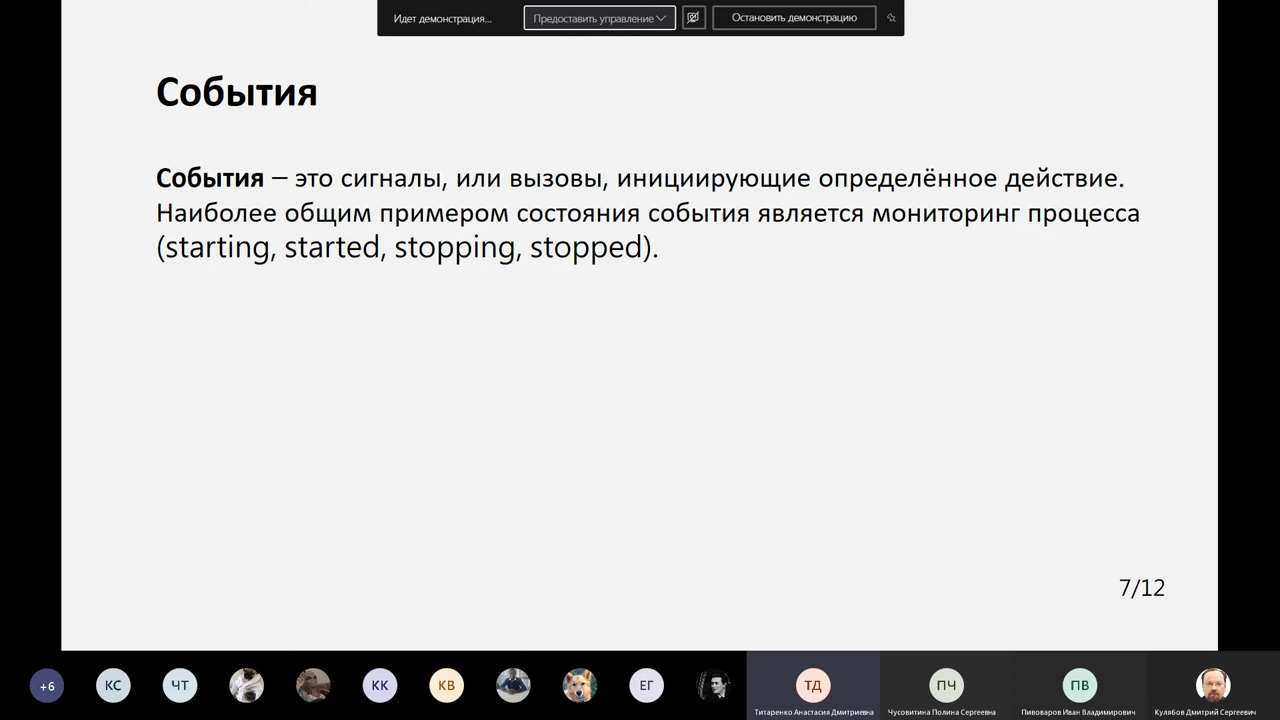 Идет демонстрация...
Предоставить управление
Остановить демонстрацию
События
События – это сигналы, или вызовы, инициирующие определённое действие.
Наиболее общим примером состояния события является мониторинг процесса
(starting, started, stopping, stopped).
7/12
+6
КС
ЧТ
КК
КВ
ЕГ
ТД
ПЧ
ПВ
Титаренко Анастасия Дмитриевна
Чусовитина Полина Сергеевна
Пивоваров Иван Владимирович
Кулябов Дмитрий Сергеевич